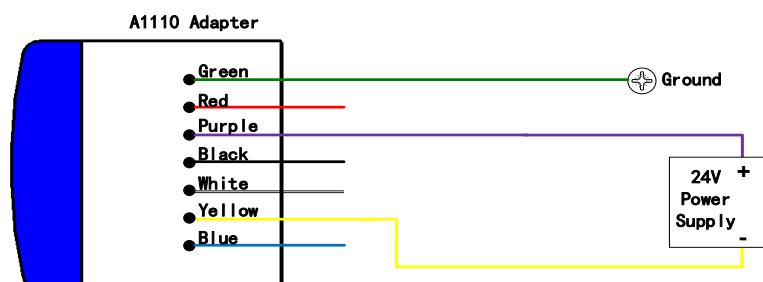 A1110 Adapter
Green
Ground
Red
Purple
Black
White
Yellow
Blue
24V +
Power
Supply
-